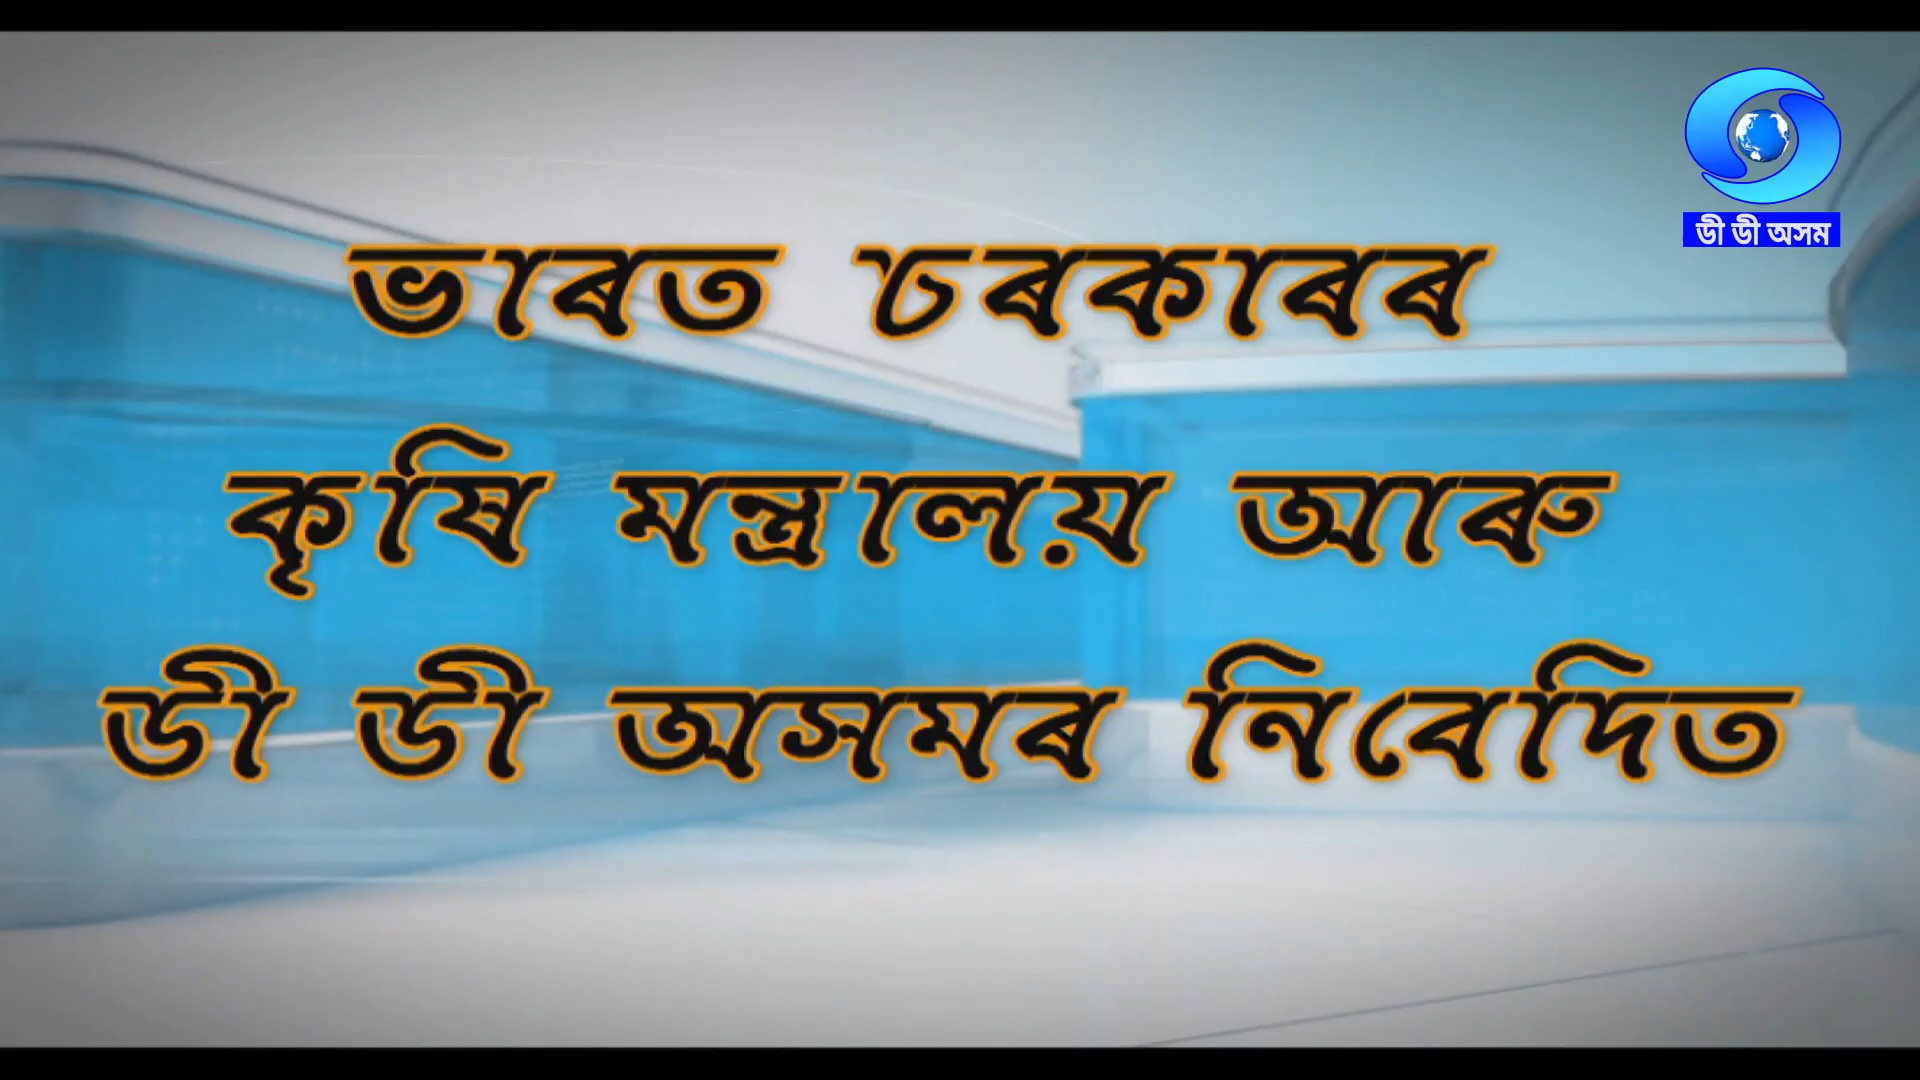 ডী ডী অসম
ভাৰত চৰকাৰৰ
কৃষি মন্ত্ৰালয় আৰু
ডী ডী অসমৰ নিবেদিত